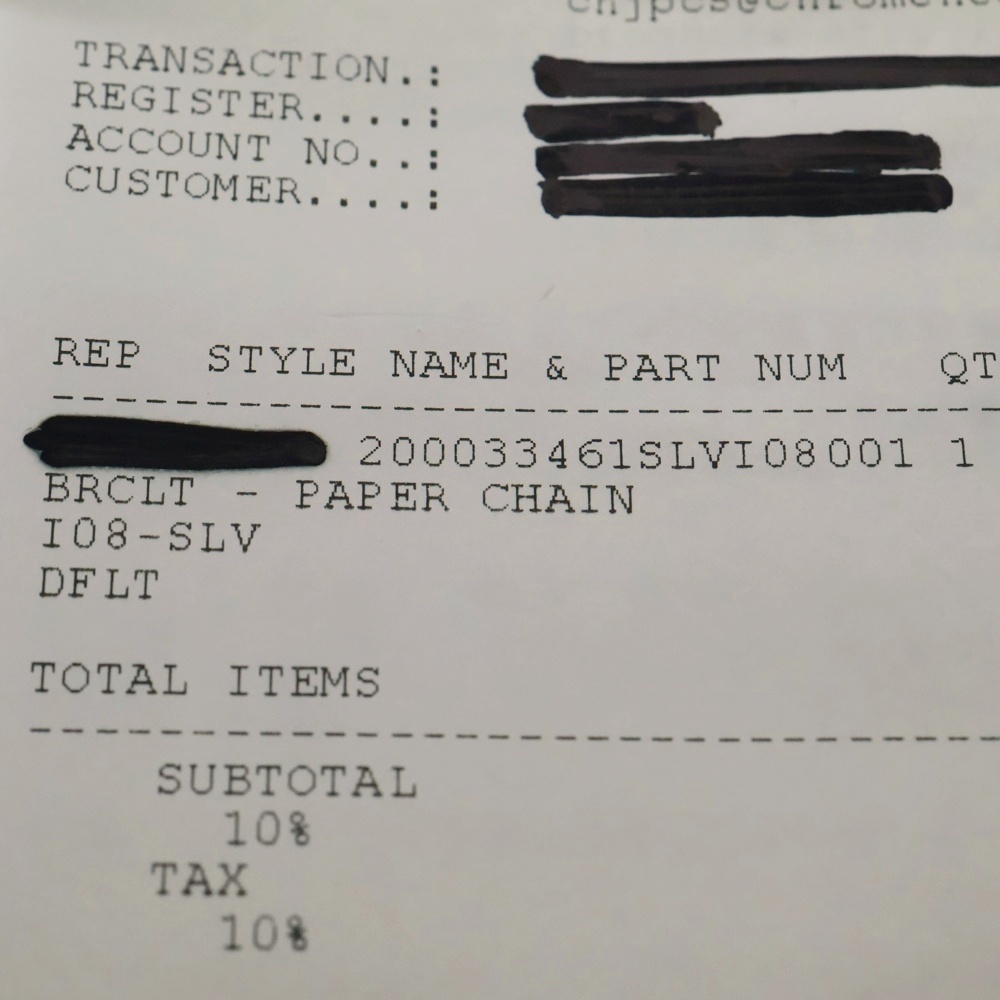 TRANSACTION.:
REGISTER....:
ACCOUNT NO..:
CUSTOMER....:
REP STYLE NAME & PART NUM QT
--------------------------------
200033461SLVI08001 1
BRCLT - PAPER CHAIN
I08-SLV
DFLT
TOTAL ITEMS
--------------------------------
SUBTOTAL
10%
TAX
10%